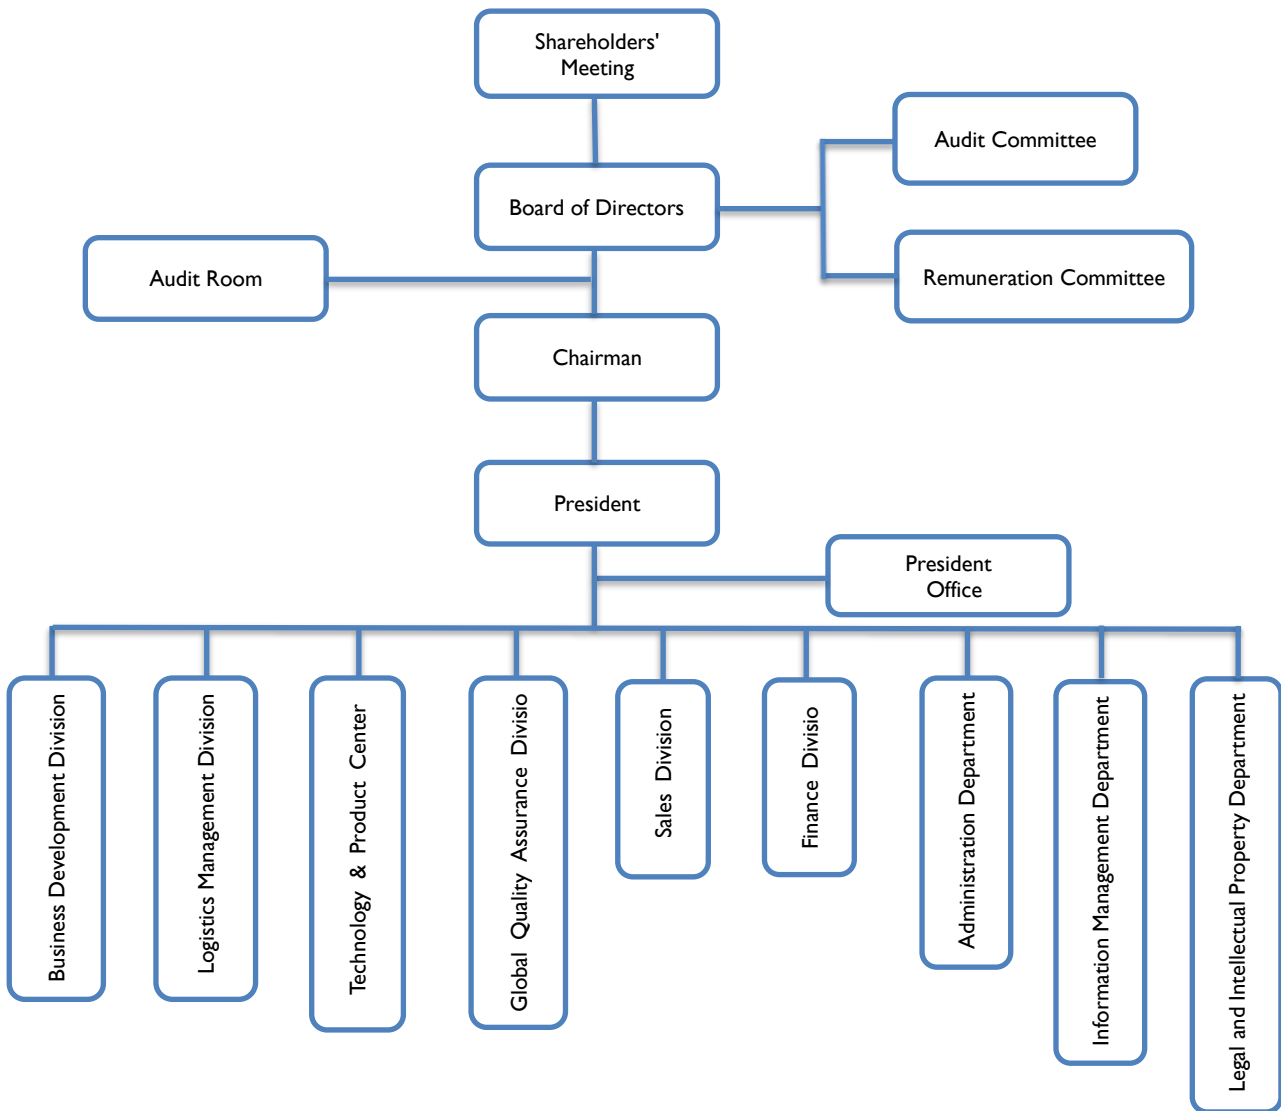 Shareholders'
Meeting
Audit Committee
Board of Directors
Audit Room
Remuneration Committee
Chairman
President
President
Office
Business Development Division
Logistics Management Division
Technology & Product Center
Global Quality Assurance Divisio
Sales Division
Finance Divisio
Administration Department
Information Management Department
Legal and Intellectual Property Department